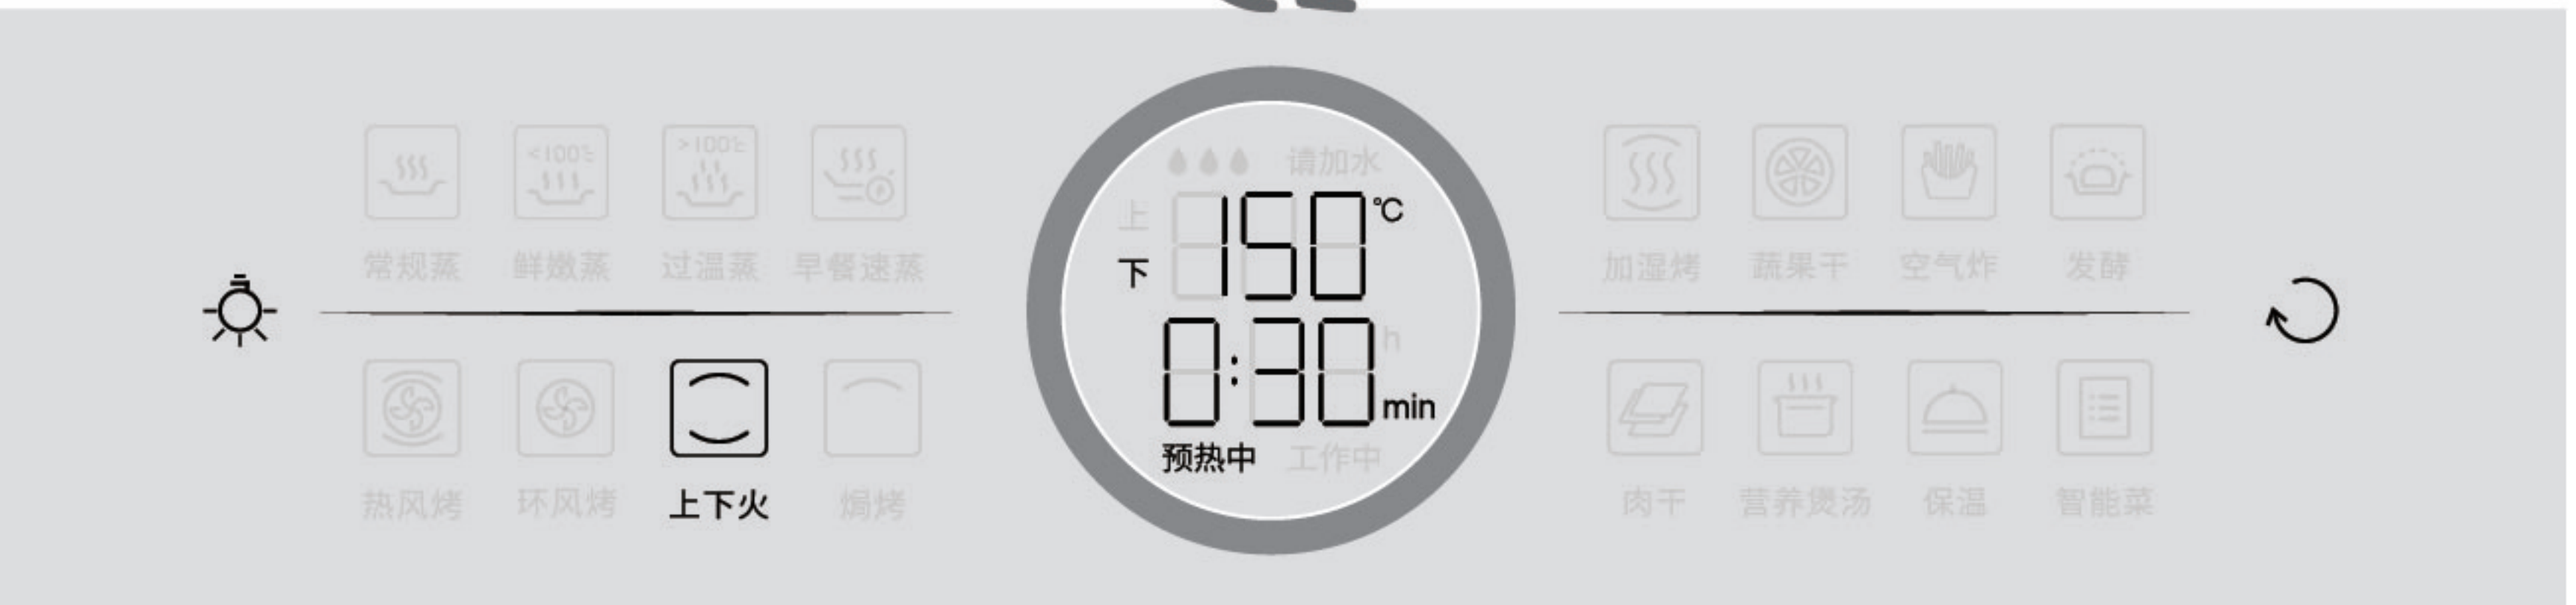 <100℃
>100℃
常规蒸 鲜嫩蒸 过温蒸 早餐速蒸
热风烤 环风烤 上下火 焗烤
请加水
上 150 ℃
下
0:30 h
min
预热中 工作中
加湿烤 蔬果干 空气炸 发酵
肉干 营养煲汤 保温 智能菜